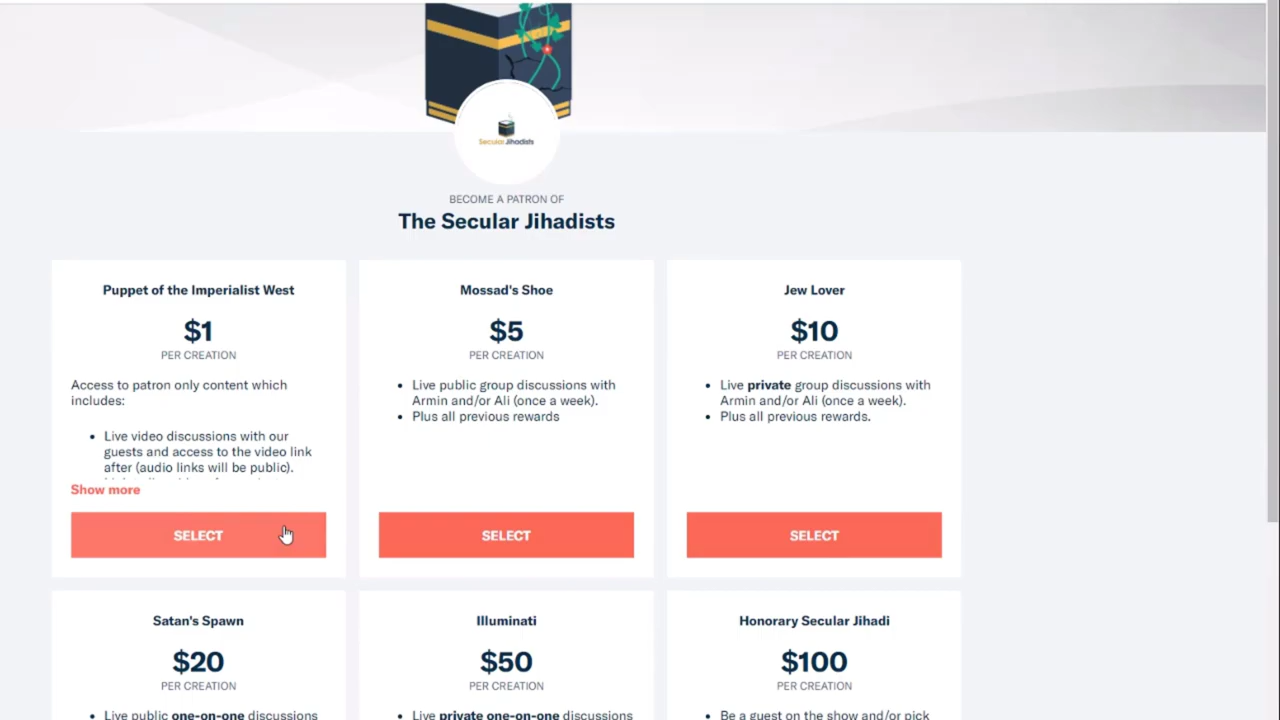 Secular Jihadists
BECOME A PATRON OF
The Secular Jihadists
Puppet of the Imperialist West
$1
PER CREATION
Access to patron only content which
includes:
• Live video discussions with our
guests and access to the video link
after (audio links will be public).
Show more
SELECT
Mossad's Shoe
$5
PER CREATION
• Live public group discussions with
Armin and/or Ali (once a week).
• Plus all previous rewards
SELECT
Jew Lover
$10
PER CREATION
• Live private group discussions with
Armin and/or Ali (once a week).
• Plus all previous rewards.
SELECT
Satan's Spawn
$20
PER CREATION
• Live public one-on-one discussions
Illuminati
$50
PER CREATION
• Live private one-on-one discussions
Honorary Secular Jihadi
$100
PER CREATION
• Be a guest on the show and/or pick